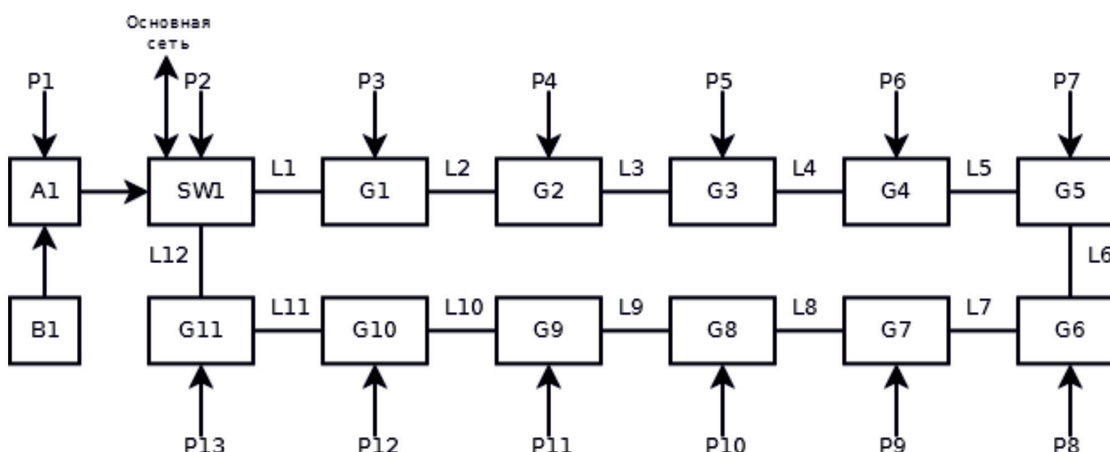 Основная
сеть
P1 P2 P3 P4 P5 P6 P7
L1 L2 L3 L4 L5
A1 SW1 G1 G2 G3 G4 G5
L12 L6
L11 L10 L9 L8 L7
B1 G11 G10 G9 G8 G7 G6
P13 P12 P11 P10 P9 P8